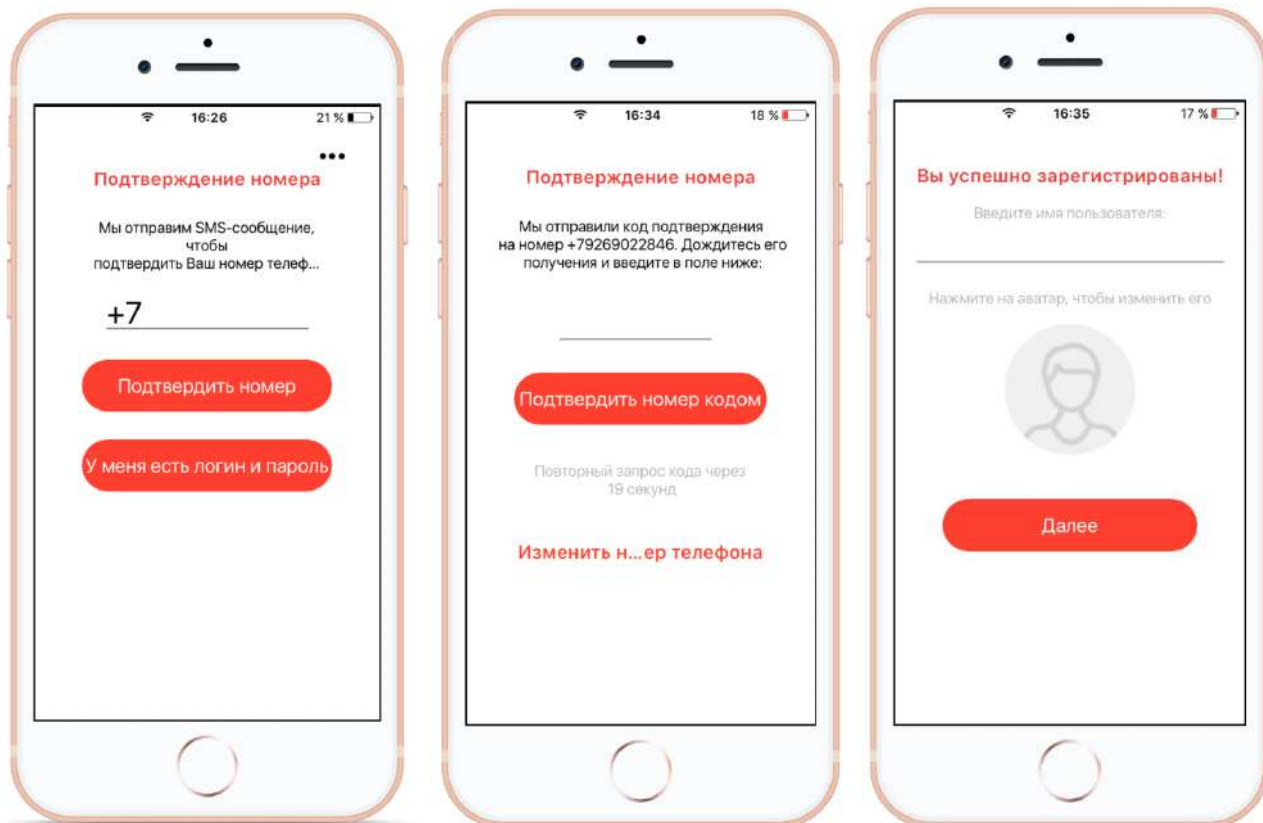 16:26
21 %
•••
Подтверждение номера
Мы отправим SMS-сообщение,
чтобы
подтвердить Ваш номер телеф...
+7
Подтвердить номер
У меня есть логин и пароль
16:34
18 %
Подтверждение номера
Мы отправили код подтверждения
на номер +79269022846. Дождитесь его
получения и введите в поле ниже:
Подтвердить номер кодом
Повторный запрос кода через
19 секунд
Изменить н...ер телефона
16:35
17 %
Вы успешно зарегистрированы!
Введите имя пользователя:
Нажмите на аватар, чтобы изменить его
Далее